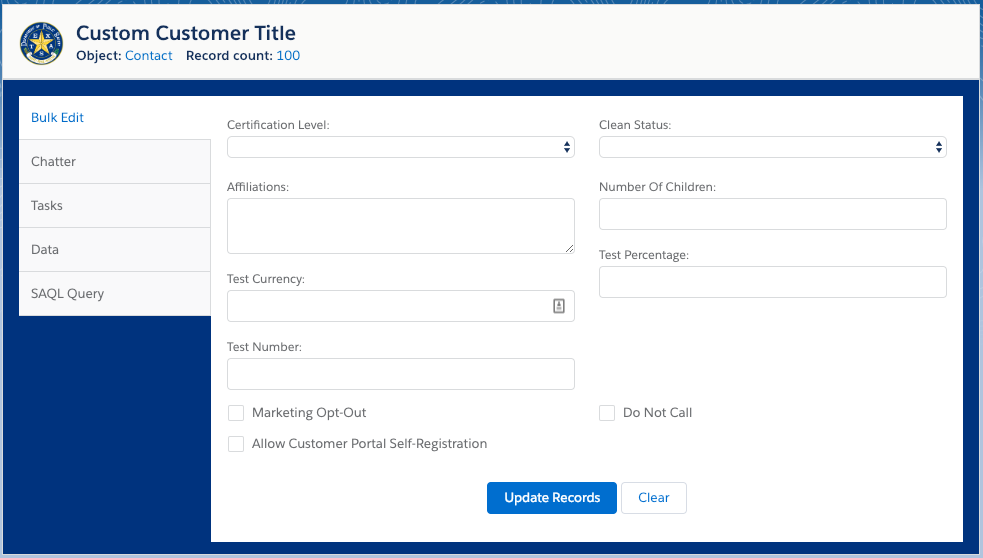 Custom Customer Title
Object: Contact Record count: 100
Bulk Edit
Chatter
Tasks
Data
SAQL Query
Certification Level:
Clean Status:
Affiliations:
Number Of Children:
Test Percentage:
Test Currency:
Test Number:
Marketing Opt-Out
Do Not Call
Allow Customer Portal Self-Registration
Update Records
Clear